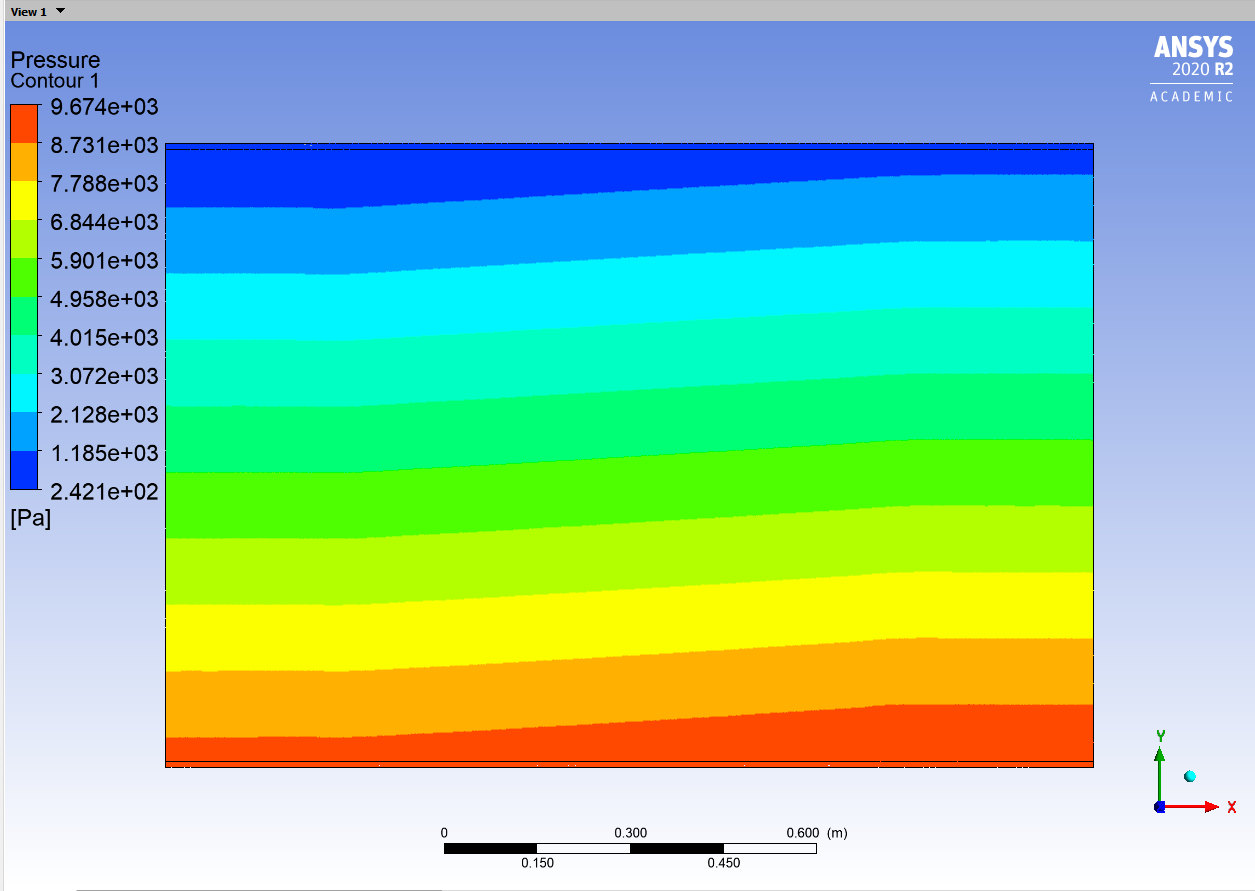 View 1
Pressure
Contour 1
9.674e+03
8.731e+03
7.788e+03
6.844e+03
5.901e+03
4.958e+03
4.015e+03
3.072e+03
2.128e+03
1.185e+03
2.421e+02
[Pa]
ANSYS
2020 R2
ACADEMIC
Y
X
0 0.300 0.600 (m)
0.150 0.450